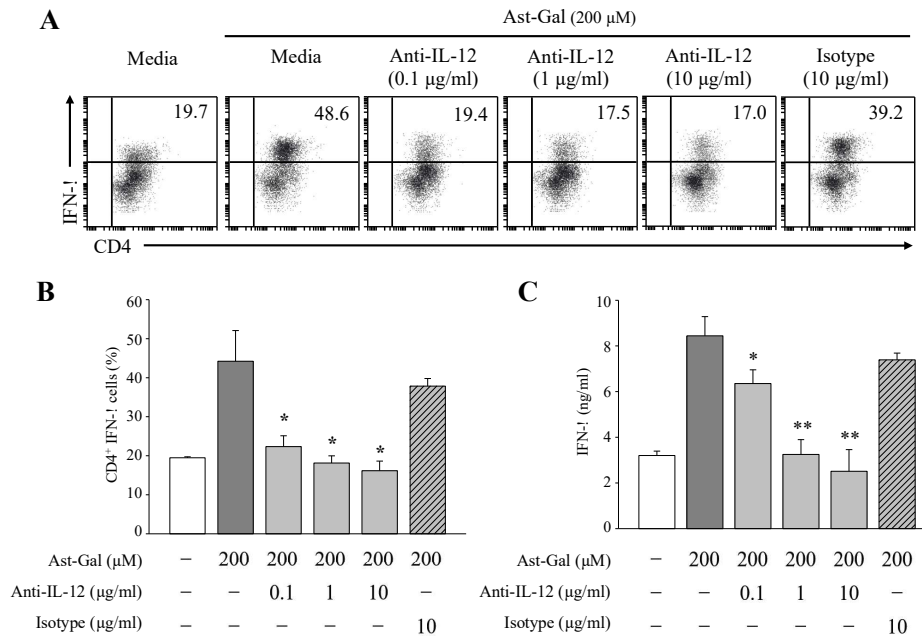 A
Ast-Gal (200 μM)
Media Media Anti-IL-12 Anti-IL-12 Anti-IL-12 Isotype
(0.1 μg/ml) (1 μg/ml) (10 μg/ml) (10 μg/ml)
19.7 48.6 19.4 17.5 17.0 39.2
IFN-!
CD4
B
CD4⁺ IFN-! cells (%)
60
50
40
30
20
10
0
* * *
Ast-Gal (μM) – 200 200 200 200 200
Anti-IL-12 (μg/ml) – – 0.1 1 10 –
Isotype (μg/ml) – – – – – 10
C
IFN-! (ng/ml)
10
8
6
4
2
0
* ** **
Ast-Gal (μM) – 200 200 200 200 200
Anti-IL-12 (μg/ml) – – 0.1 1 10 –
Isotype (μg/ml) – – – – – 10